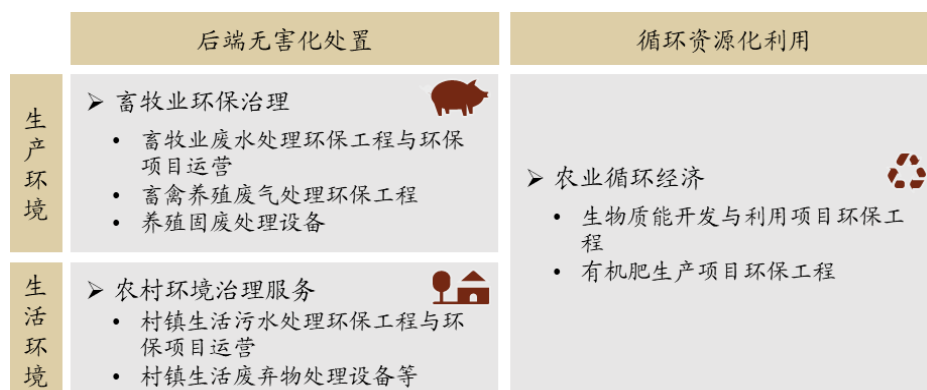 后端无害化处置
循环资源化利用
生产环境
➢ 畜牧业环保治理
• 畜牧业废水处理环保工程与环保
项目运营
• 畜禽养殖废气处理环保工程
• 养殖固废处理设备
➢ 农业循环经济
• 生物质能开发与利用项目环保工
程
• 有机肥生产项目环保工程
生活环境
➢ 农村环境治理服务
• 村镇生活污水处理环保工程与环
保项目运营
• 村镇生活废弃物处理设备等